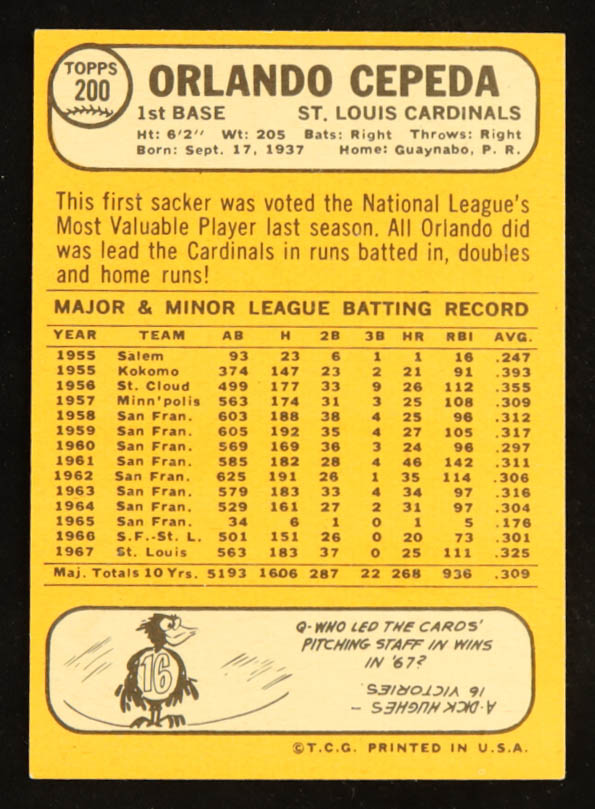 TOPPS
200
ORLANDO CEPEDA
1st BASE ST. LOUIS CARDINALS
Ht: 6'2" Wt: 205 Bats: Right Throws: Right
Born: Sept. 17, 1937 Home: Guaynabo, P. R.
This first sacker was voted the National League's
Most Valuable Player last season. All Orlando did
was lead the Cardinals in runs batted in, doubles
and home runs!
MAJOR & MINOR LEAGUE BATTING RECORD
YEAR TEAM AB H 2B 3B HR RBI AVG.
1955 Salem 93 23 6 1 1 16 .247
1955 Kokomo 374 147 23 2 21 91 .393
1956 St. Cloud 499 177 33 9 26 112 .355
1957 Minn'polis 563 174 31 3 25 108 .309
1958 San Fran. 603 188 38 4 25 96 .312
1959 San Fran. 605 192 35 4 27 105 .317
1960 San Fran. 569 169 36 3 24 96 .297
1961 San Fran. 585 182 28 4 46 142 .311
1962 San Fran. 625 191 26 1 35 114 .306
1963 San Fran. 579 183 33 4 34 97 .316
1964 San Fran. 529 161 27 2 31 97 .304
1965 San Fran. 34 6 1 0 1 5 .176
1966 S.F.-St. L. 501 151 26 0 20 73 .301
1967 St. Louis 563 183 37 0 25 111 .325
Maj. Totals 10 Yrs. 5193 1606 287 22 268 936 .309
16
Q-WHO LED THE CARDS'
PITCHING STAFF IN WINS
IN '67?
A-DICK HUGHES -
16 VICTORIES
©T.C.G. PRINTED IN U.S.A.